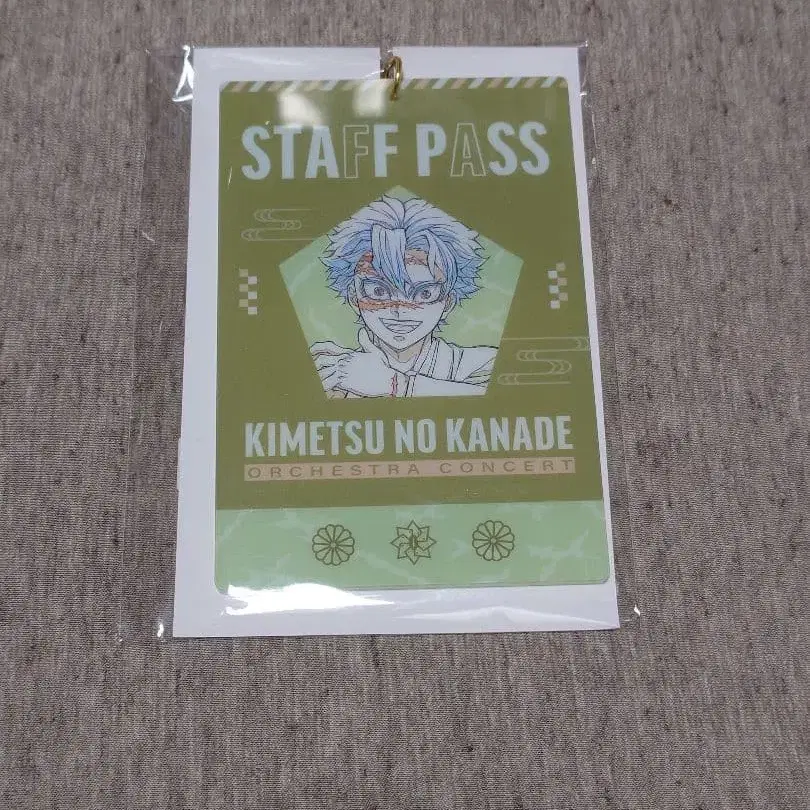 STAFF PASS
KIMETSU NO KANADE
ORCHESTRA CONCERT